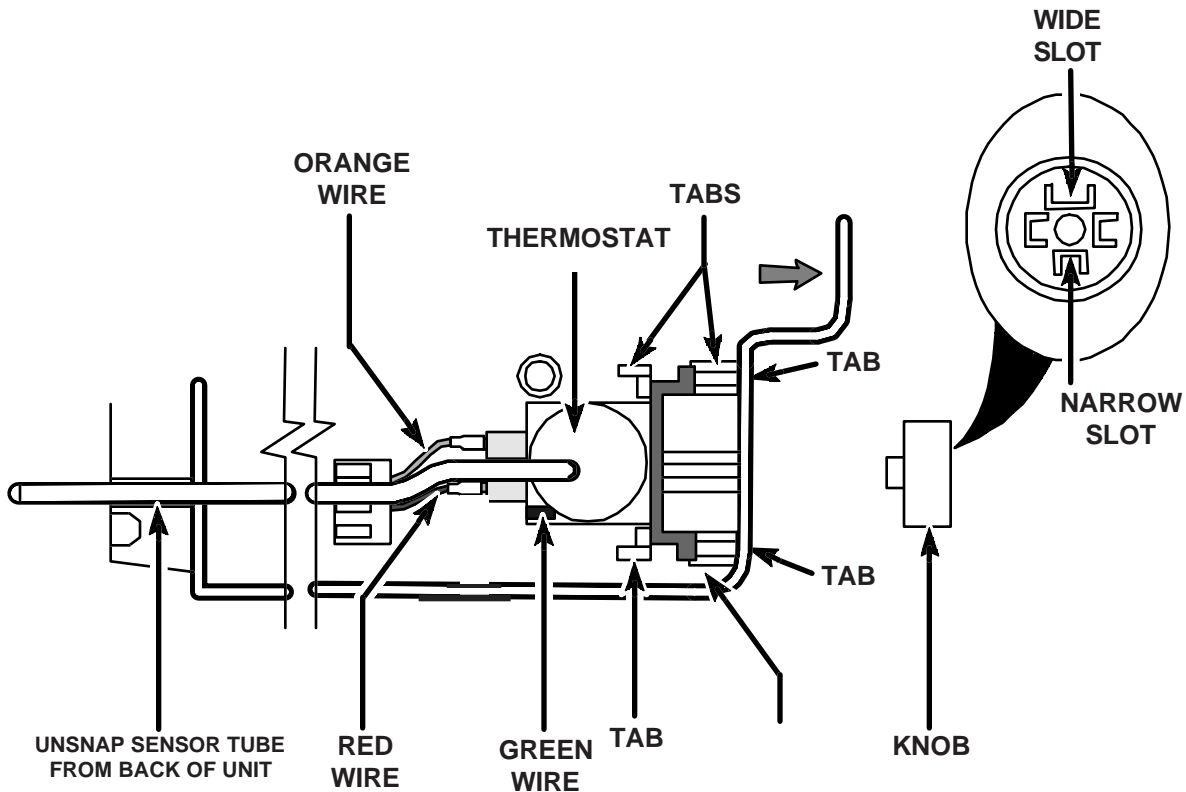 WIDE
SLOT
ORANGE
WIRE
TABS
THERMOSTAT
TAB
NARROW
SLOT
TAB
UNSNAP SENSOR TUBE
FROM BACK OF UNIT
RED
WIRE
GREEN
WIRE
TAB
KNOB